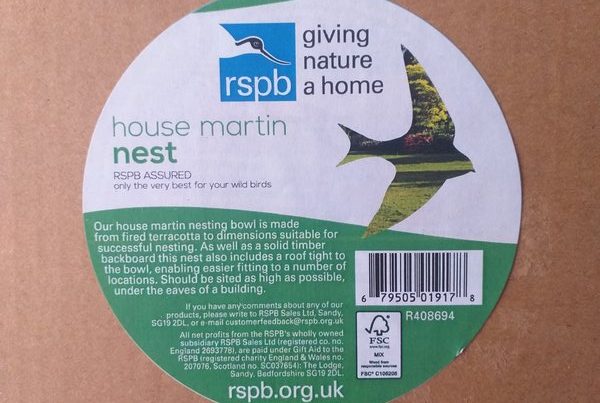 rspb
giving
nature
a home
house martin
nest
RSPB ASSURED
only the very best for your wild birds
Our house martin nesting bowl is made
from fired terracotta to dimensions suitable for
successful nesting. As well as a solid timber
backboard this nest also includes a roof tight to
the bowl, enabling easier fitting to a number of
locations. Should be sited as high as possible,
under the eaves of a building.
If you have any comments about any of our
products, please write to RSPB Sales Ltd, Sandy,
SG19 2DL, or e-mail customerfeedback@rspb.org.uk
All net profits from the RSPB's wholly owned
subsidiary RSPB Sales Ltd (registered co. no.
England 2693778), are paid under Gift Aid to the
RSPB registered charity England & Wales no.
207076, Scotland no. SC037654): The Lodge,
Sandy, Bedfordshire SG19 2DL.
rspb.org.uk
6 79505 01917 8
R408694
FSC
www.fsc.org
MIX
Wood from
responsible sources
FSC® C106206